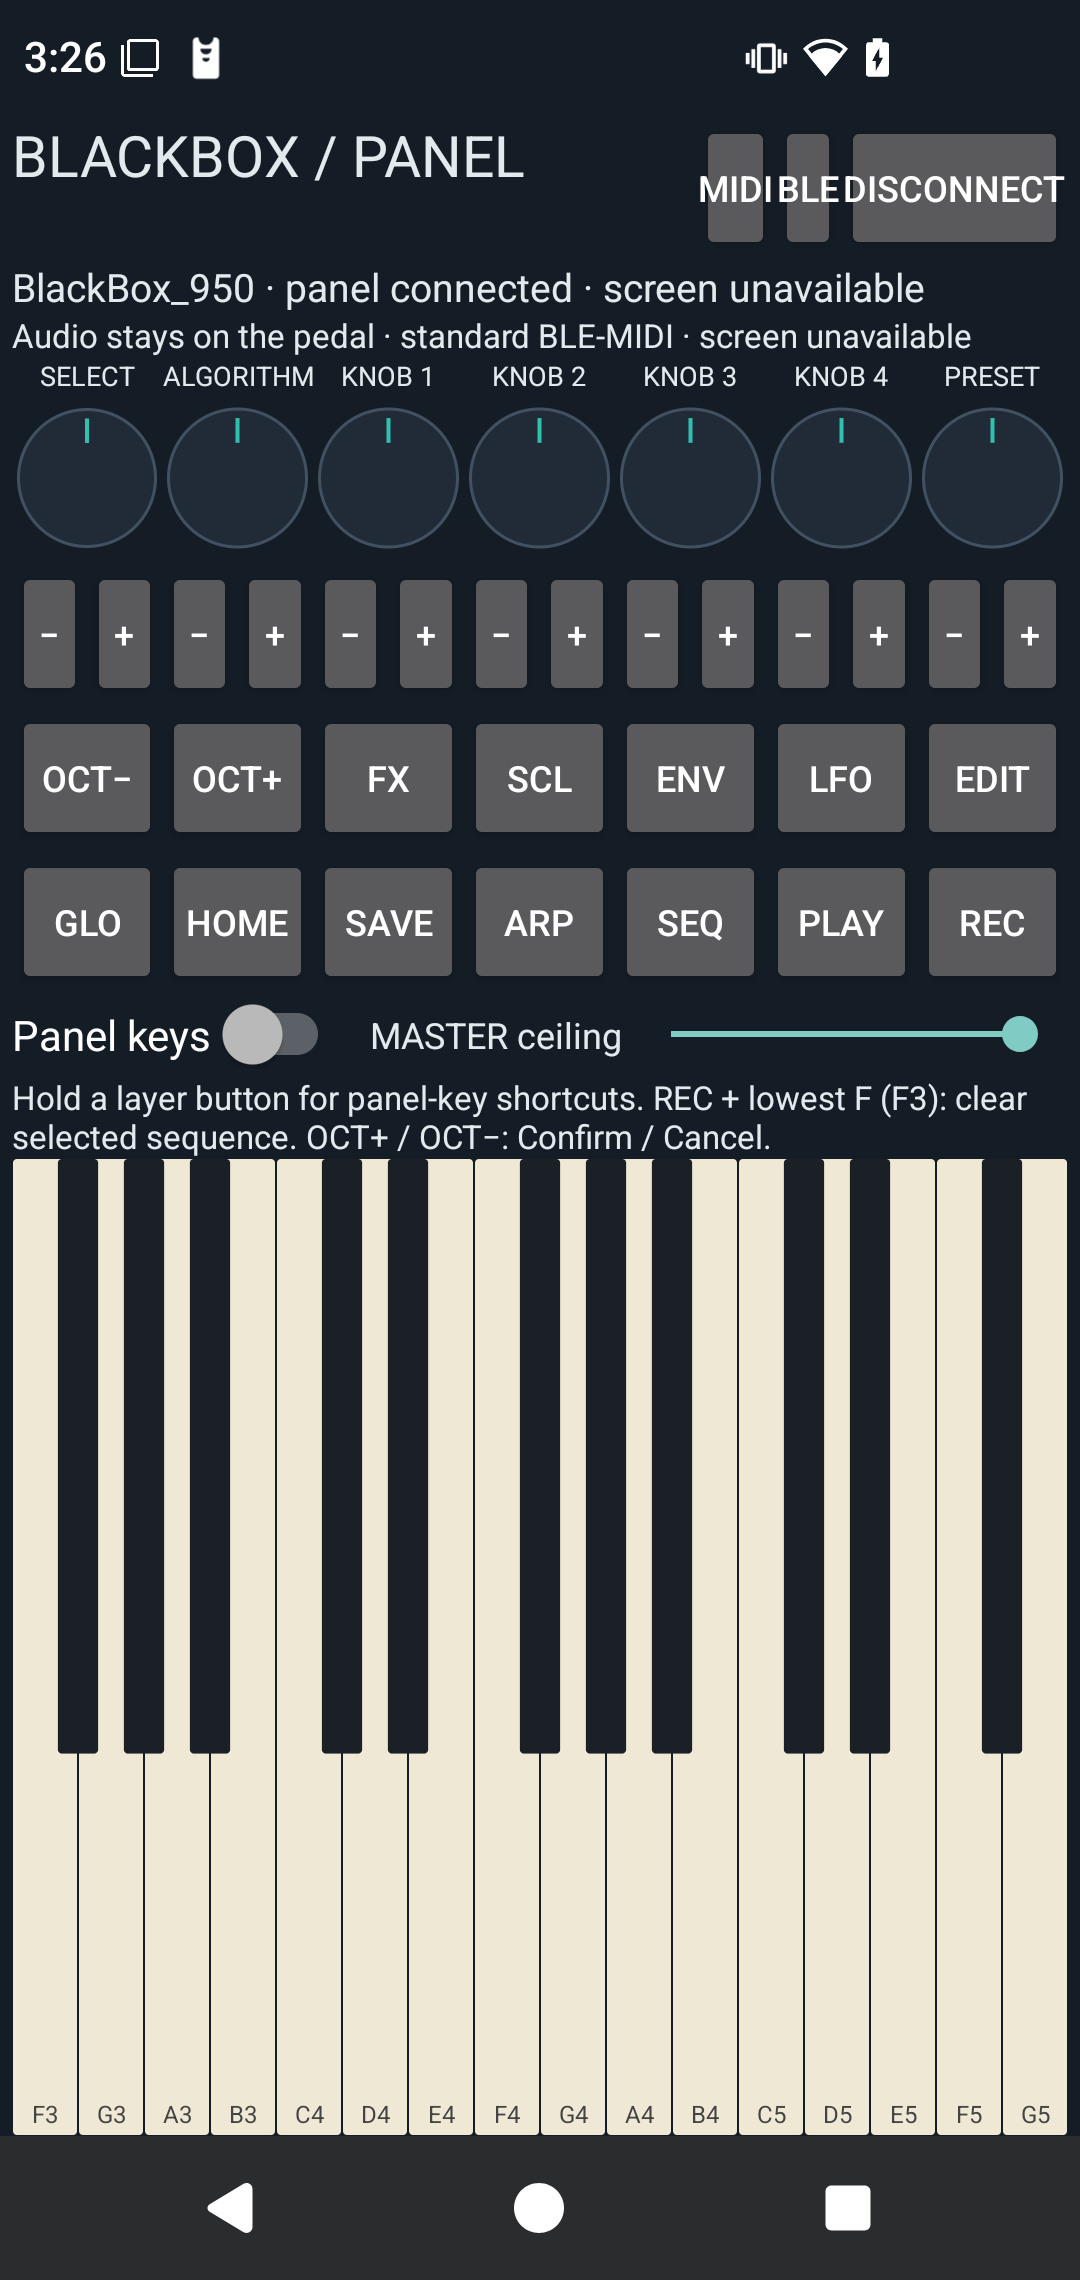 3:26
BLACKBOX / PANEL
MIDI BLE DISCONNECT
BlackBox_950 · panel connected · screen unavailable
Audio stays on the pedal · standard BLE-MIDI · screen unavailable
SELECT ALGORITHM KNOB 1 KNOB 2 KNOB 3 KNOB 4 PRESET
− + − + − + − + − + − + − +
OCT− OCT+ FX SCL ENV LFO EDIT
GLO HOME SAVE ARP SEQ PLAY REC
Panel keys MASTER ceiling
Hold a layer button for panel-key shortcuts. REC + lowest F (F3): clear
selected sequence. OCT+ / OCT−: Confirm / Cancel.
F3 G3 A3 B3 C4 D4 E4 F4 G4 A4 B4 C5 D5 E5 F5 G5